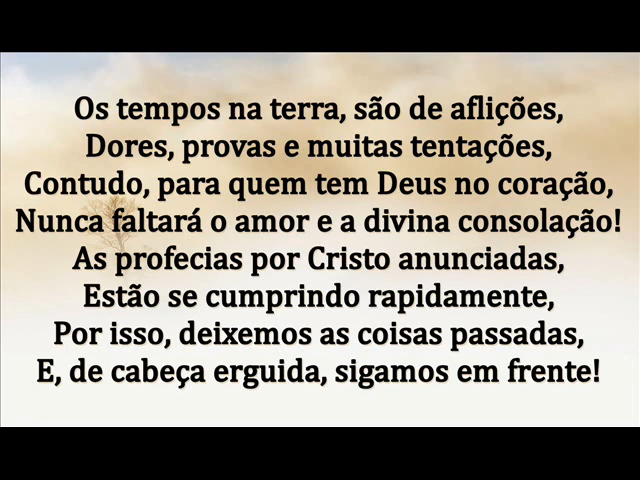 Os tempos na terra, são de aflições,
Dores, provas e muitas tentações,
Contudo, para quem tem Deus no coração,
Nunca faltará o amor e a divina consolação!
As profecias por Cristo anunciadas,
Estão se cumprindo rapidamente,
Por isso, deixemos as coisas passadas,
E, de cabeça erguida, sigamos em frente!